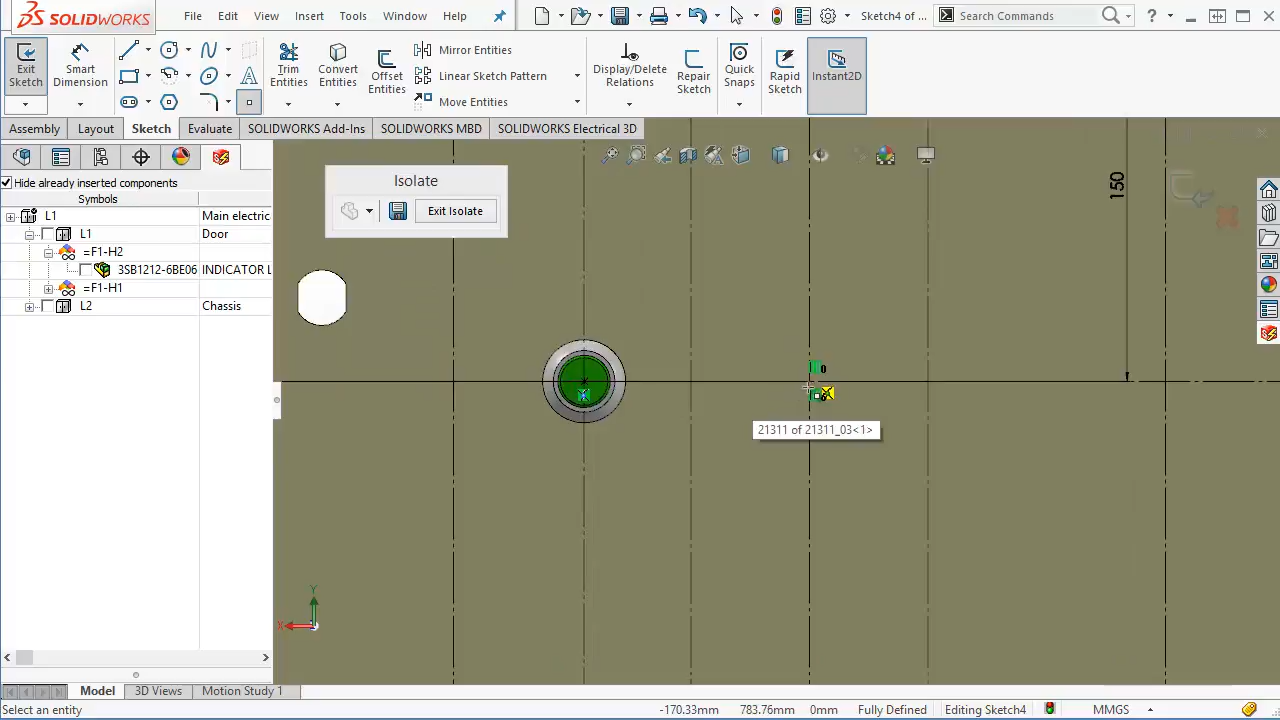 SOLIDWORKS
File
Edit
View
Insert
Tools
Window
Help
Sketch4 of ...
Search Commands
?
Exit Sketch
Smart Dimension
Trim Entities
Convert Entities
Offset Entities
Mirror Entities
Linear Sketch Pattern
Move Entities
Display/Delete Relations
Repair Sketch
Quick Snaps
Rapid Sketch
Instant2D
Assembly
Layout
Sketch
Evaluate
SOLIDWORKS Add-Ins
SOLIDWORKS MBD
SOLIDWORKS Electrical 3D
Hide already inserted components
Symbols
L1 Main electric
L1 Door
=F1-H2
3SB1212-6BE06 INDICATOR L
=F1-H1
L2 Chassis
Isolate
Exit Isolate
150
0
21311 of 21311_03<1>
Y
X
Model
3D Views
Motion Study 1
Select an entity
-170.33mm
783.76mm
0mm
Fully Defined
Editing Sketch4
MMGS